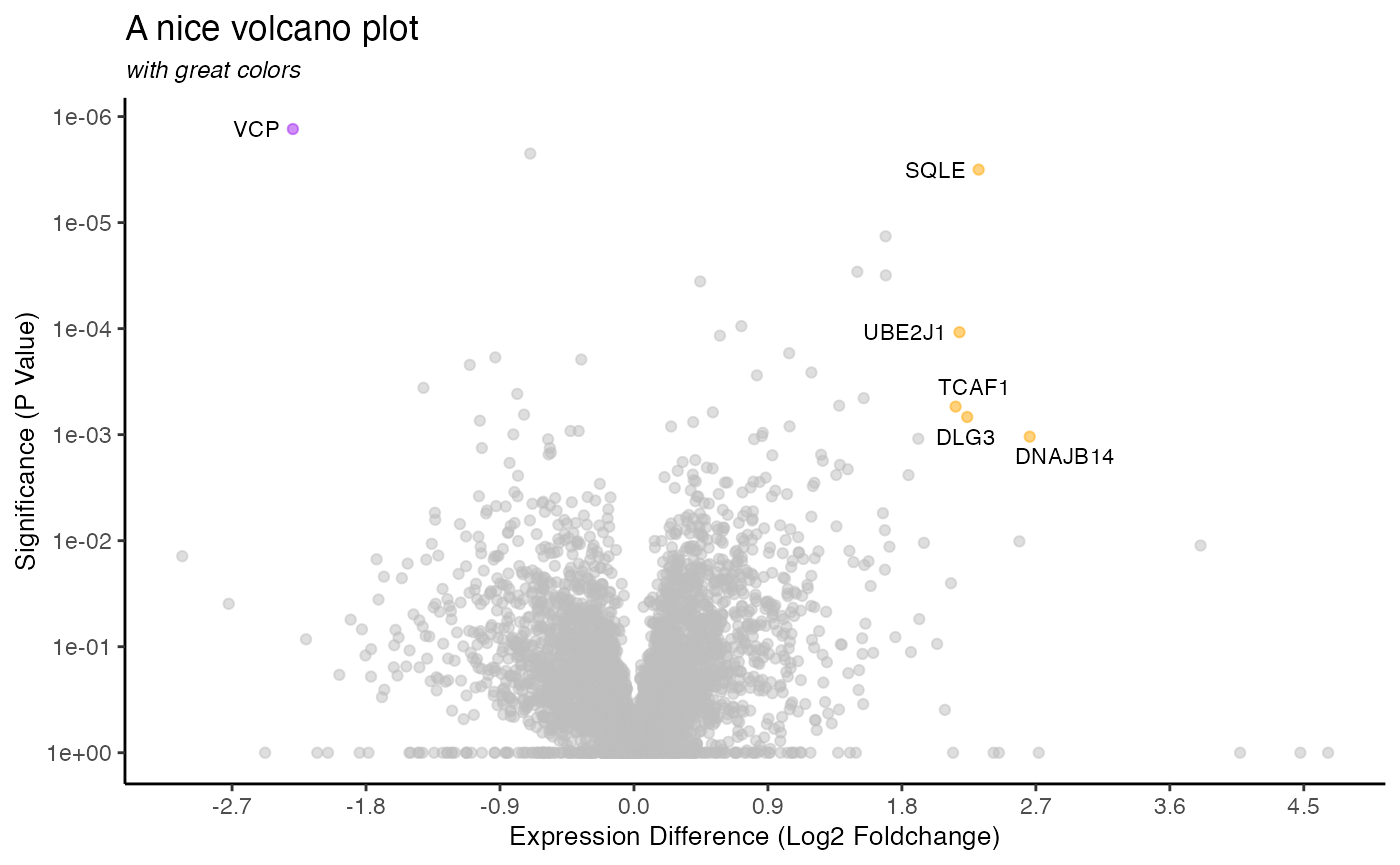 A nice volcano plot
with great colors
1e-06
VCP
SQLE
1e-05
1e-04
UBE2J1
TCAF1
1e-03
DLG3
DNAJB14
1e-02
1e-01
1e+00
Significance (P Value)
-2.7 -1.8 -0.9 0.0 0.9 1.8 2.7 3.6 4.5
Expression Difference (Log2 Foldchange)